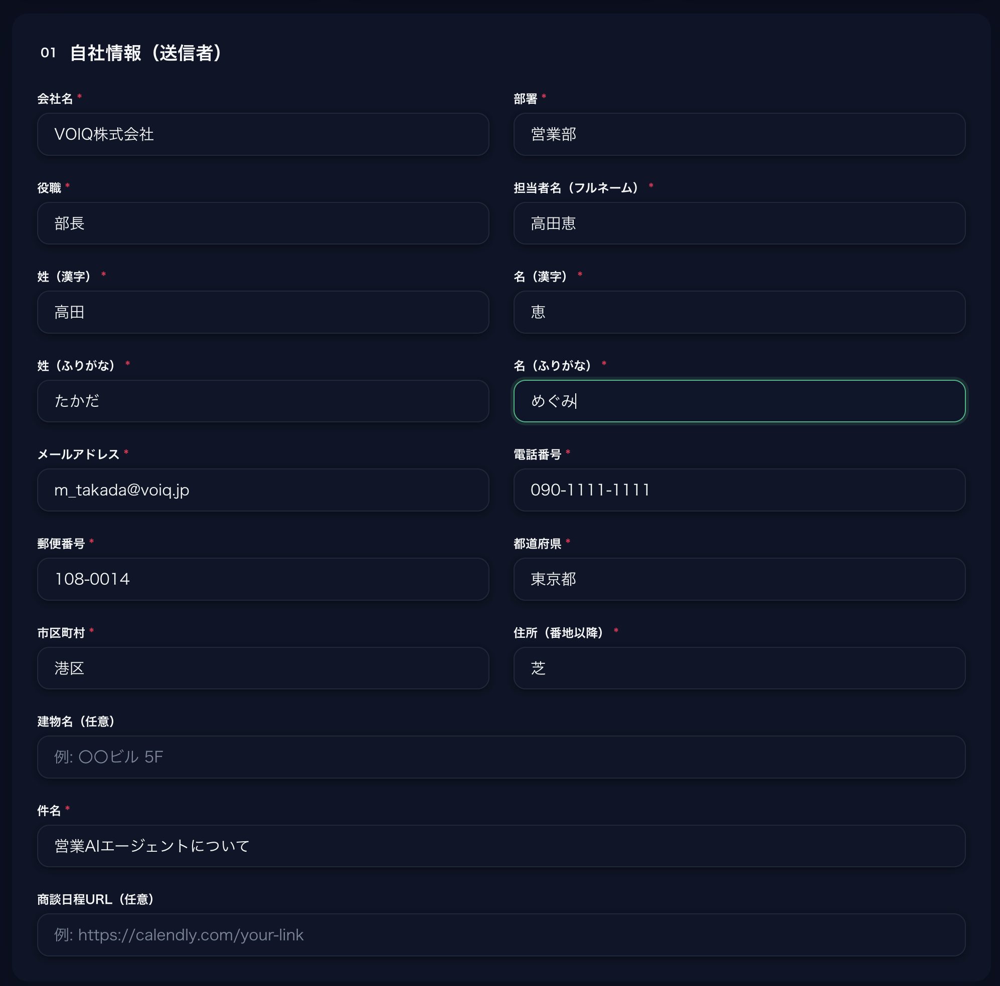 01 自社情報（送信者）
会社名 *
VOIQ株式会社
部署 *
営業部
役職 *
部長
担当者名（フルネーム） *
高田恵
姓（漢字） *
高田
名（漢字） *
恵
姓（ふりがな） *
たかだ
名（ふりがな） *
めぐみ
メールアドレス *
m_takada@voiq.jp
電話番号 *
090-1111-1111
郵便番号 *
108-0014
都道府県 *
東京都
市区町村 *
港区
住所（番地以降） *
芝
建物名（任意）
例: 〇〇ビル 5F
件名 *
営業AIエージェントについて
商談日程URL（任意）
例: https://calendly.com/your-link